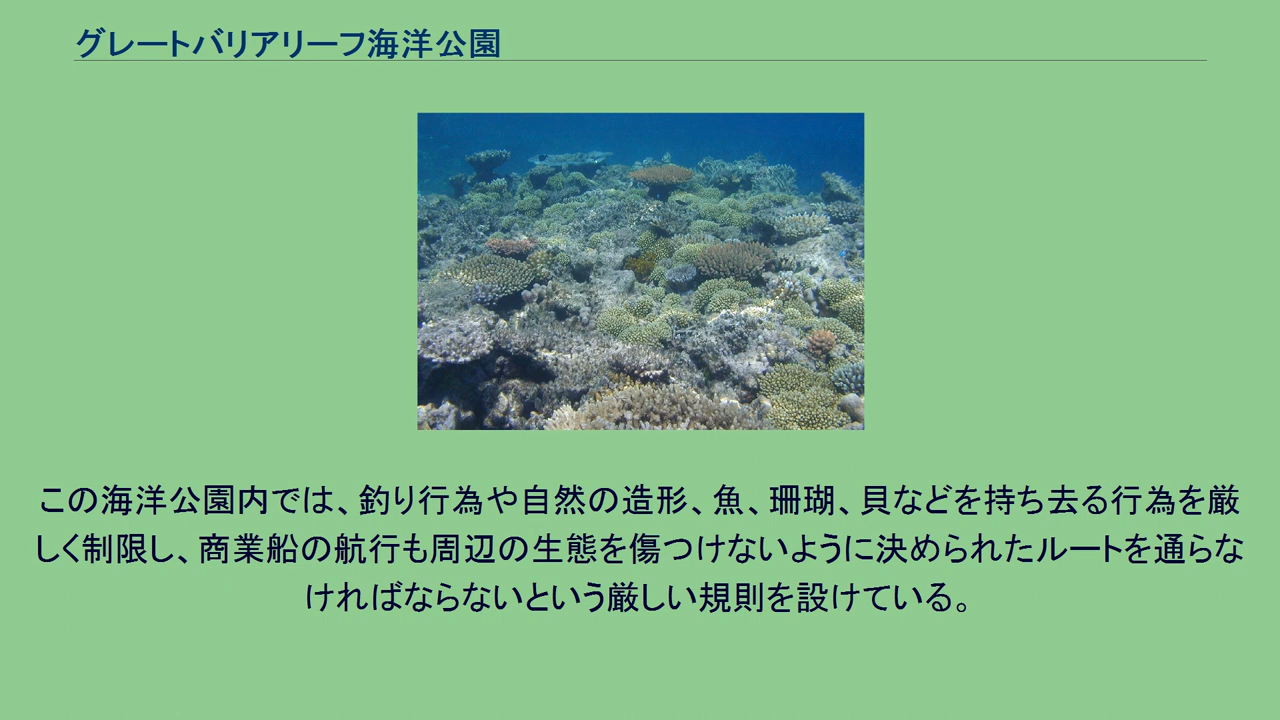 グレートバリアリーフ海洋公園
この海洋公園内では、釣り行為や自然の造形、魚、珊瑚、貝などを持ち去る行為を厳
しく制限し、商業船の航行も周辺の生態を傷つけないように決められたルートを通らな
ければならないという厳しい規則を設けている。